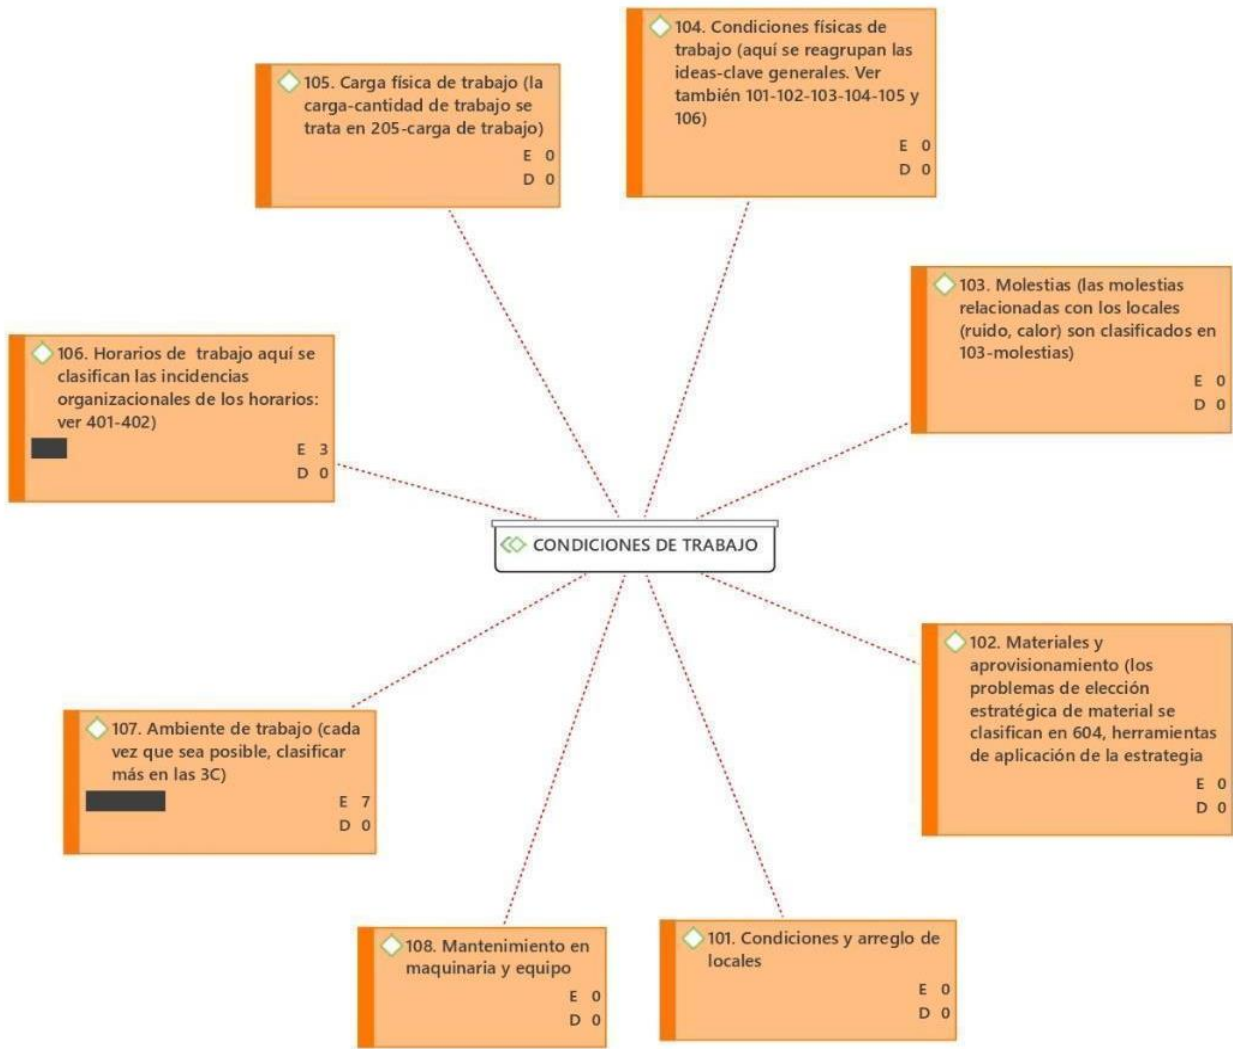 104. Condiciones físicas de
trabajo (aquí se reagrupan las
ideas-clave generales. Ver
también 101-102-103-104-105 y
106)
E 0
D 0
105. Carga física de trabajo (la
carga-cantidad de trabajo se
trata en 205-carga de trabajo)
E 0
D 0
103. Molestias (las molestias
relacionadas con los locales
(ruido, calor) son clasificados en
103-molestias)
E 0
D 0
106. Horarios de trabajo aquí se
clasifican las incidencias
organizacionales de los horarios:
ver 401-402)
E 3
D 0
CONDICIONES DE TRABAJO
102. Materiales y
aprovisionamiento (los
problemas de elección
estratégica de material se
clasifican en 604, herramientas
de aplicación de la estrategia
E 0
D 0
107. Ambiente de trabajo (cada
vez que sea posible, clasificar
más en las 3C)
E 7
D 0
108. Mantenimiento en
maquinaria y equipo
E 0
D 0
101. Condiciones y arreglo de
locales
E 0
D 0